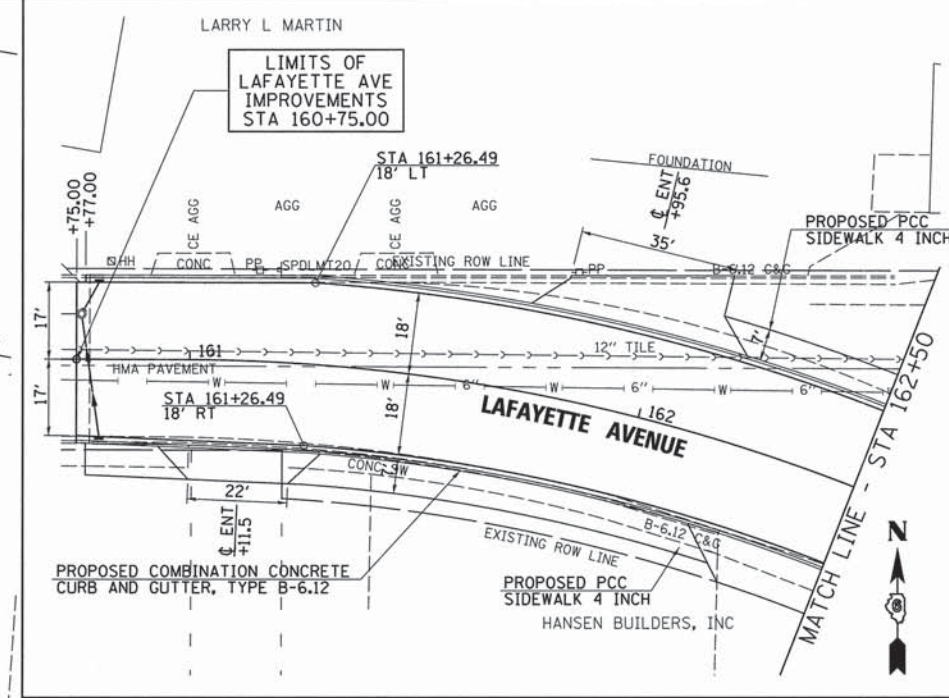 LARRY L MARTIN
LIMITS OF
LAFAYETTE AVE
IMPROVEMENTS
STA 160+75.00
STA 161+26.49
18' LT
FOUNDATION
℄ ENT
+95.6
+75.00
+77.00
CE AGG
AGG
CE AGG
AGG
35'
PROPOSED PCC
SIDEWALK 4 INCH
HH
CONC
PP
SPDLMT20
CONC
EXISTING ROW LINE
PP
B-6.12 C&G
17'
18'
7'
161
12" TILE
HMA PAVEMENT
W
W
6"
W
6"
W
6"
17'
STA 161+26.49
18' RT
18'
LAFAYETTE AVENUE
162
MATCH LINE - STA 162+50
CONC SW
7'
22'
℄ ENT
+11.5
B-6.12 C&G
EXISTING ROW LINE
N
PROPOSED COMBINATION CONCRETE
CURB AND GUTTER, TYPE B-6.12
PROPOSED PCC
SIDEWALK 4 INCH
HANSEN BUILDERS, INC